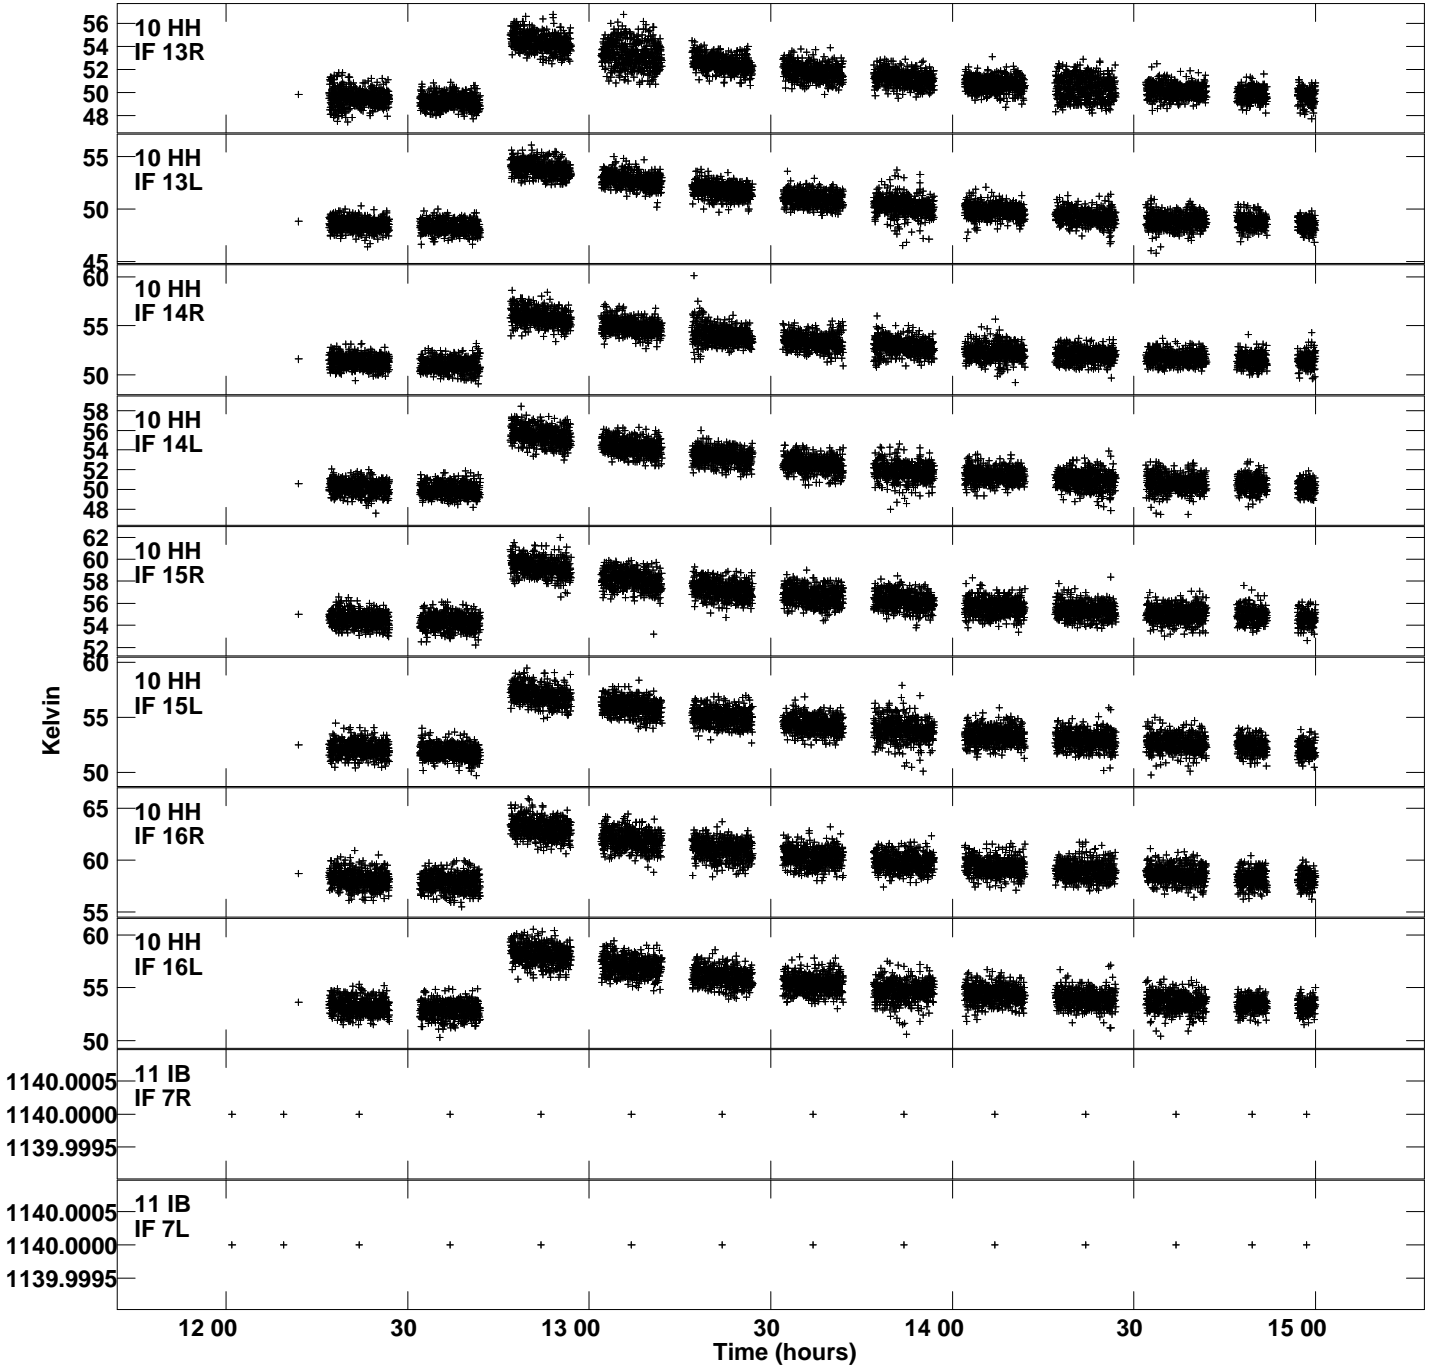 56
54
52
50
48
10 HH
IF 13R
55
50
45
10 HH
IF 13L
60
55
50
10 HH
IF 14R
58
56
54
52
50
48
10 HH
IF 14L
62
60
58
56
54
52
10 HH
IF 15R
60
55
50
10 HH
IF 15L
65
60
55
10 HH
IF 16R
60
55
50
10 HH
IF 16L
1140.0005
1140.0000
1139.9995
11 IB
IF 7R
1140.0005
1140.0000
1139.9995
11 IB
IF 7L
Kelvin
12 00 30 13 00 30 14 00 30 15 00
Time (hours)